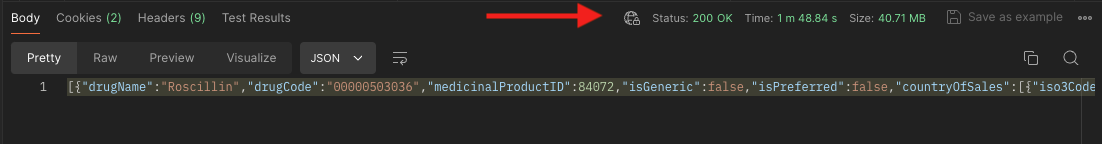 Body Cookies (2) Headers (9) Test Results Status: 200 OK Time: 1 m 48.84 s Size: 40.71 MB Save as example
Pretty Raw Preview Visualize JSON
1 [{"drugName":"Roscillin","drugCode":"00000503036","medicinalProductID":84072,"isGeneric":false,"isPreferred":false,"countryOfSales":[{"iso3Code